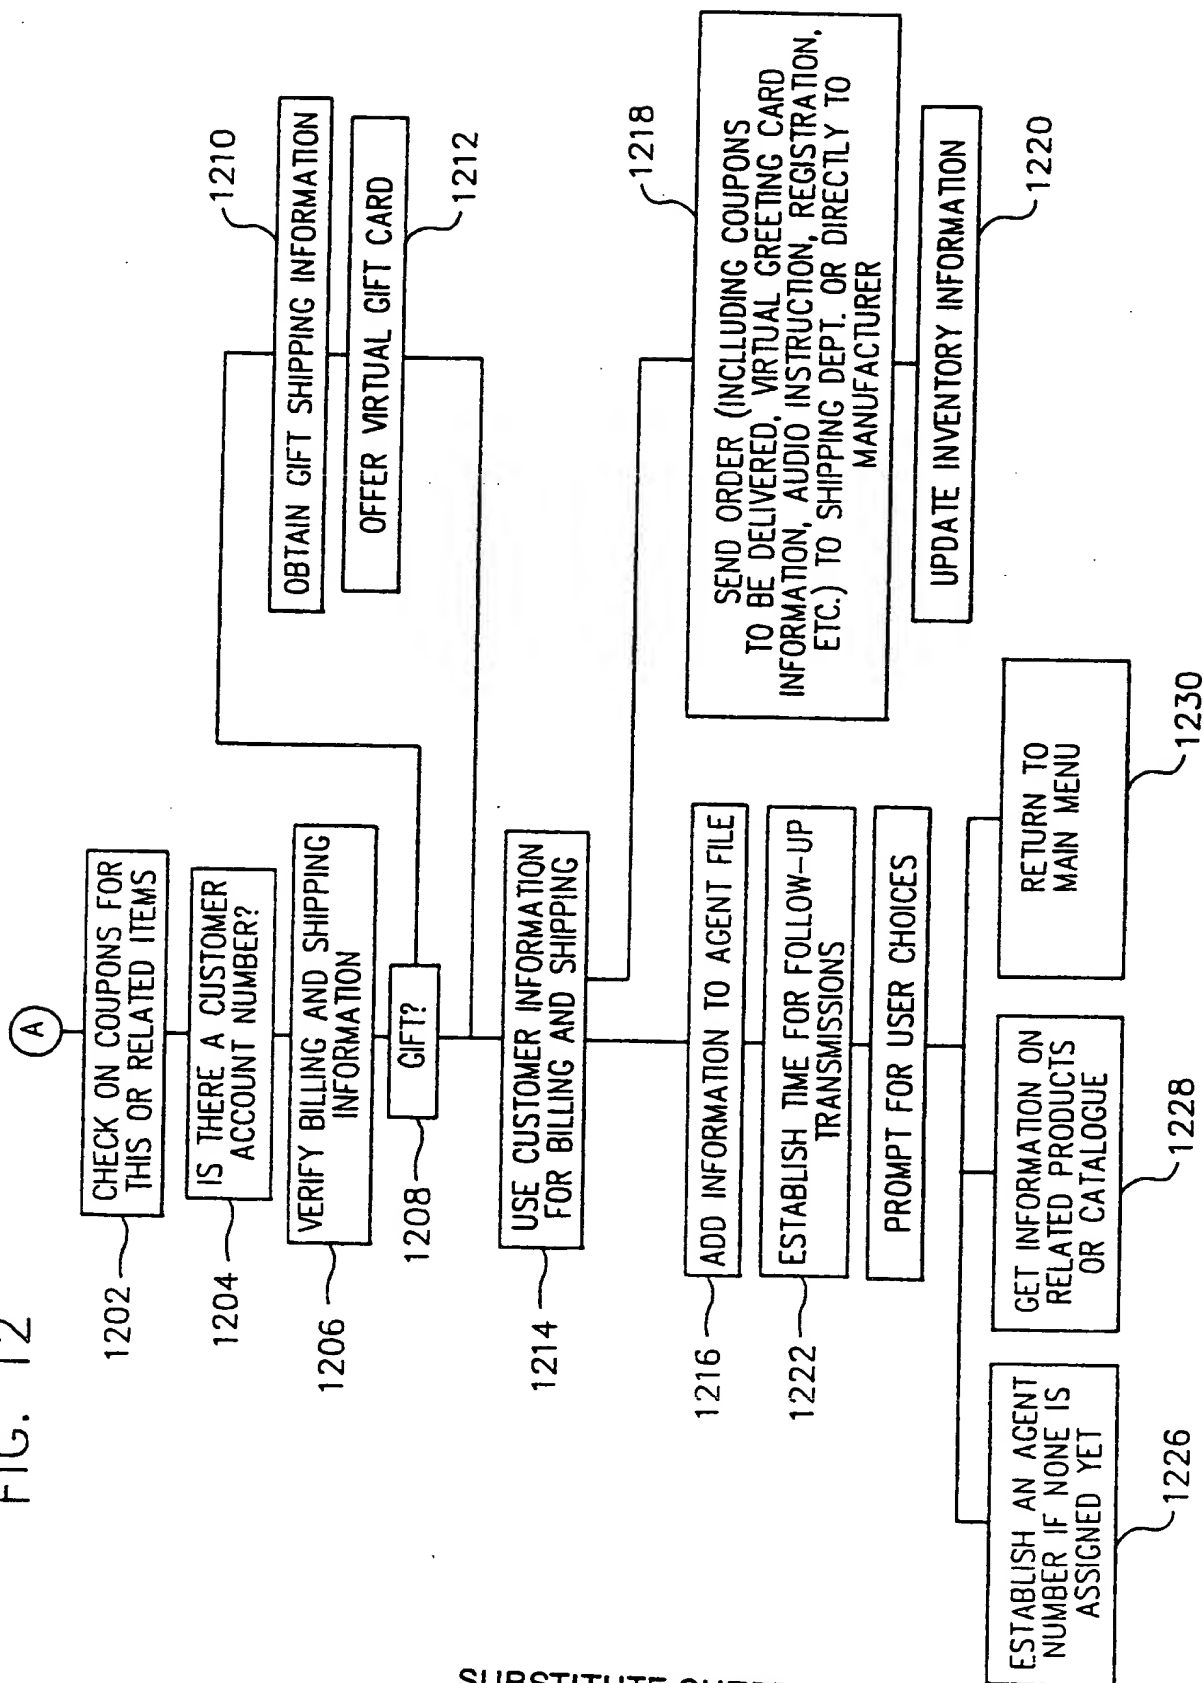 FIG. 12
A
CHECK ON COUPONS FOR
THIS OR RELATED ITEMS
1202
IS THERE A CUSTOMER
ACCOUNT NUMBER?
1204
VERIFY BILLING AND SHIPPING
INFORMATION
1206
GIFT?
1208
OBTAIN GIFT SHIPPING INFORMATION
1210
OFFER VIRTUAL GIFT CARD
1212
USE CUSTOMER INFORMATION
FOR BILLING AND SHIPPING
1214
SEND ORDER (INCLLUDING COUPONS
TO BE DELIVERED, VIRTUAL GREETING CARD
INFORMATION, AUDIO INSTRUCTION, REGISTRATION,
ETC.) TO SHIPPING DEPT. OR DIRECTLY TO
MANUFACTURER
1218
UPDATE INVENTORY INFORMATION
1220
ADD INFORMATION TO AGENT FILE
1216
ESTABLISH TIME FOR FOLLOW-UP
TRANSMISSIONS
1222
PROMPT FOR USER CHOICES
ESTABLISH AN AGENT
NUMBER IF NONE IS
ASSIGNED YET
1226
GET INFORMATION ON
RELATED PRODUCTS
OR CATALOGUE
1228
RETURN TO
MAIN MENU
1230